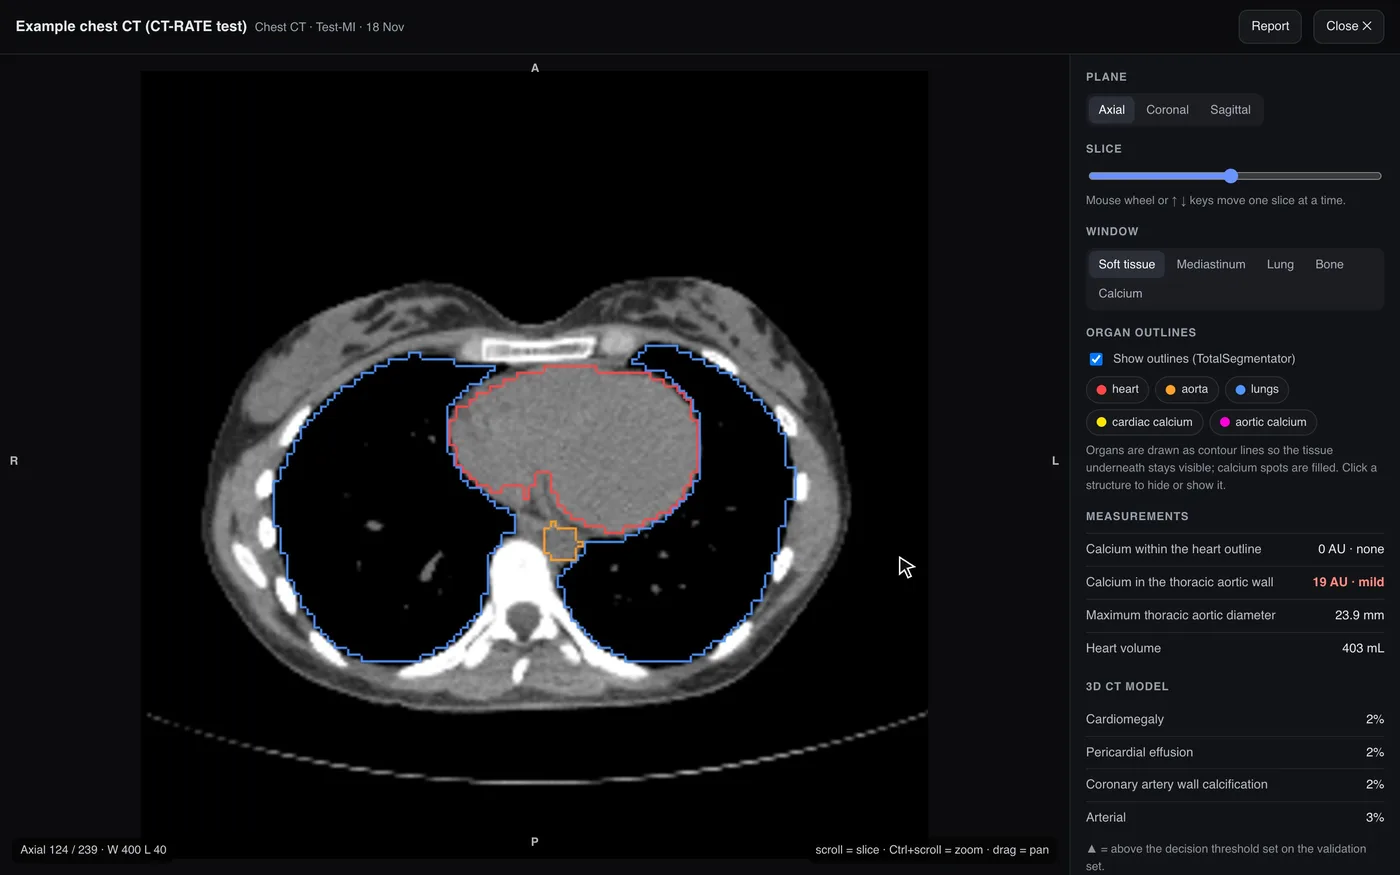 Example chest CT (CT-RATE test) Chest CT · Test-MI · 18 Nov
Report
Close ✕
A
R
L
P
Axial 124 / 239 · W 400 L 40
scroll = slice · Ctrl+scroll = zoom · drag = pan
PLANE
Axial Coronal Sagittal
SLICE
Mouse wheel or ↑ ↓ keys move one slice at a time.
WINDOW
Soft tissue Mediastinum Lung Bone
Calcium
ORGAN OUTLINES
Show outlines (TotalSegmentator)
heart aorta lungs
cardiac calcium aortic calcium
Organs are drawn as contour lines so the tissue
underneath stays visible; calcium spots are filled. Click a
structure to hide or show it.
MEASUREMENTS
Calcium within the heart outline 0 AU · none
Calcium in the thoracic aortic wall 19 AU · mild
Maximum thoracic aortic diameter 23.9 mm
Heart volume 403 mL
3D CT MODEL
Cardiomegaly 2%
Pericardial effusion 2%
Coronary artery wall calcification 2%
Arterial 3%
▲ = above the decision threshold set on the validation
set.